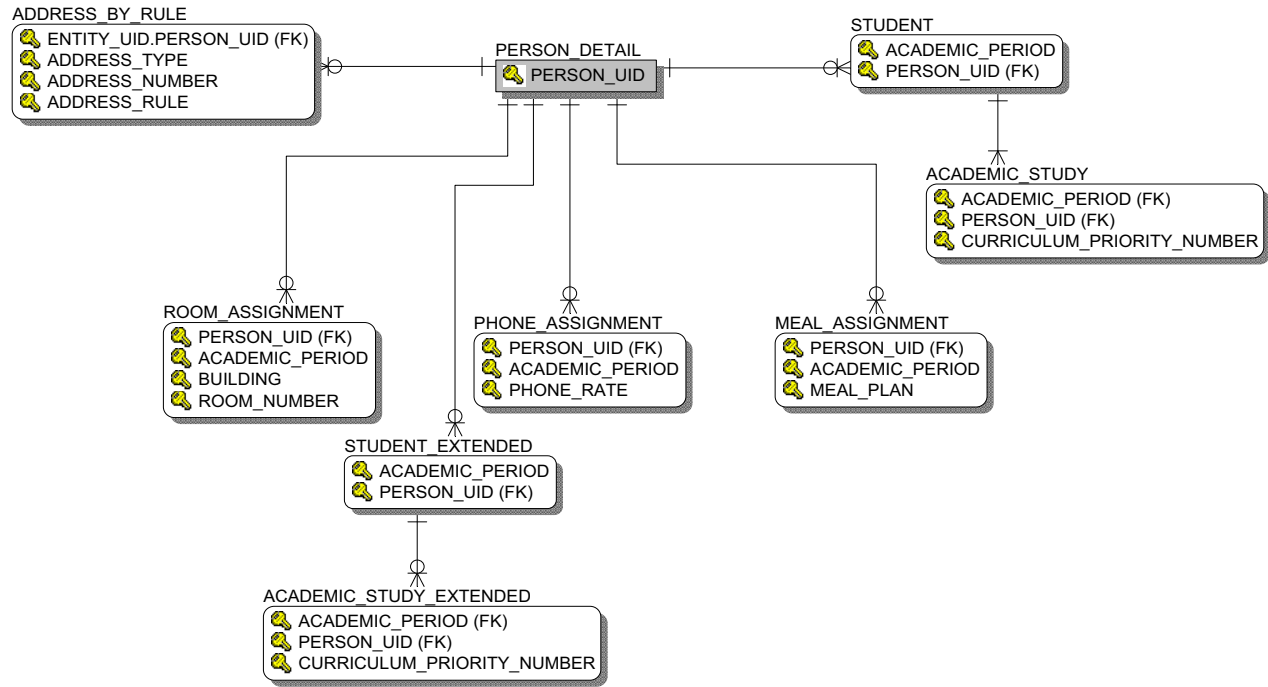 ADDRESS_BY_RULE
ENTITY_UID.PERSON_UID (FK)
ADDRESS_TYPE
ADDRESS_NUMBER
ADDRESS_RULE
PERSON_DETAIL
PERSON_UID
STUDENT
ACADEMIC_PERIOD
PERSON_UID (FK)
ACADEMIC_STUDY
ACADEMIC_PERIOD (FK)
PERSON_UID (FK)
CURRICULUM_PRIORITY_NUMBER
ROOM_ASSIGNMENT
PERSON_UID (FK)
ACADEMIC_PERIOD
BUILDING
ROOM_NUMBER
PHONE_ASSIGNMENT
PERSON_UID (FK)
ACADEMIC_PERIOD
PHONE_RATE
MEAL_ASSIGNMENT
PERSON_UID (FK)
ACADEMIC_PERIOD
MEAL_PLAN
STUDENT_EXTENDED
ACADEMIC_PERIOD
PERSON_UID (FK)
ACADEMIC_STUDY_EXTENDED
ACADEMIC_PERIOD (FK)
PERSON_UID (FK)
CURRICULUM_PRIORITY_NUMBER